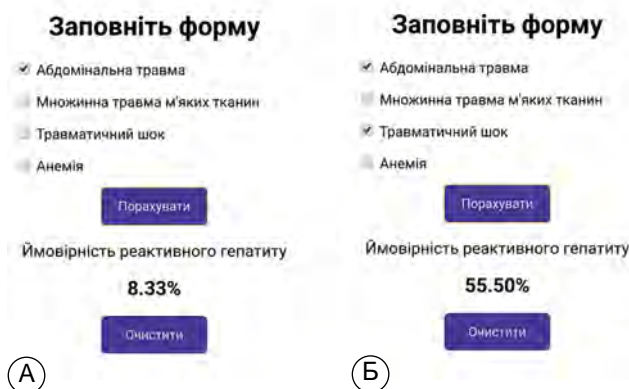 Заповніть форму
Абдомінальна травма
Множинна травма м'яких тканин
Травматичний шок
Анемія
Порахувати
Ймовірність реактивного гепатиту
8.33%
Очистити
А
Заповніть форму
Абдомінальна травма
Множинна травма м'яких тканин
Травматичний шок
Анемія
Порахувати
Ймовірність реактивного гепатиту
55.50%
Очистити
Б